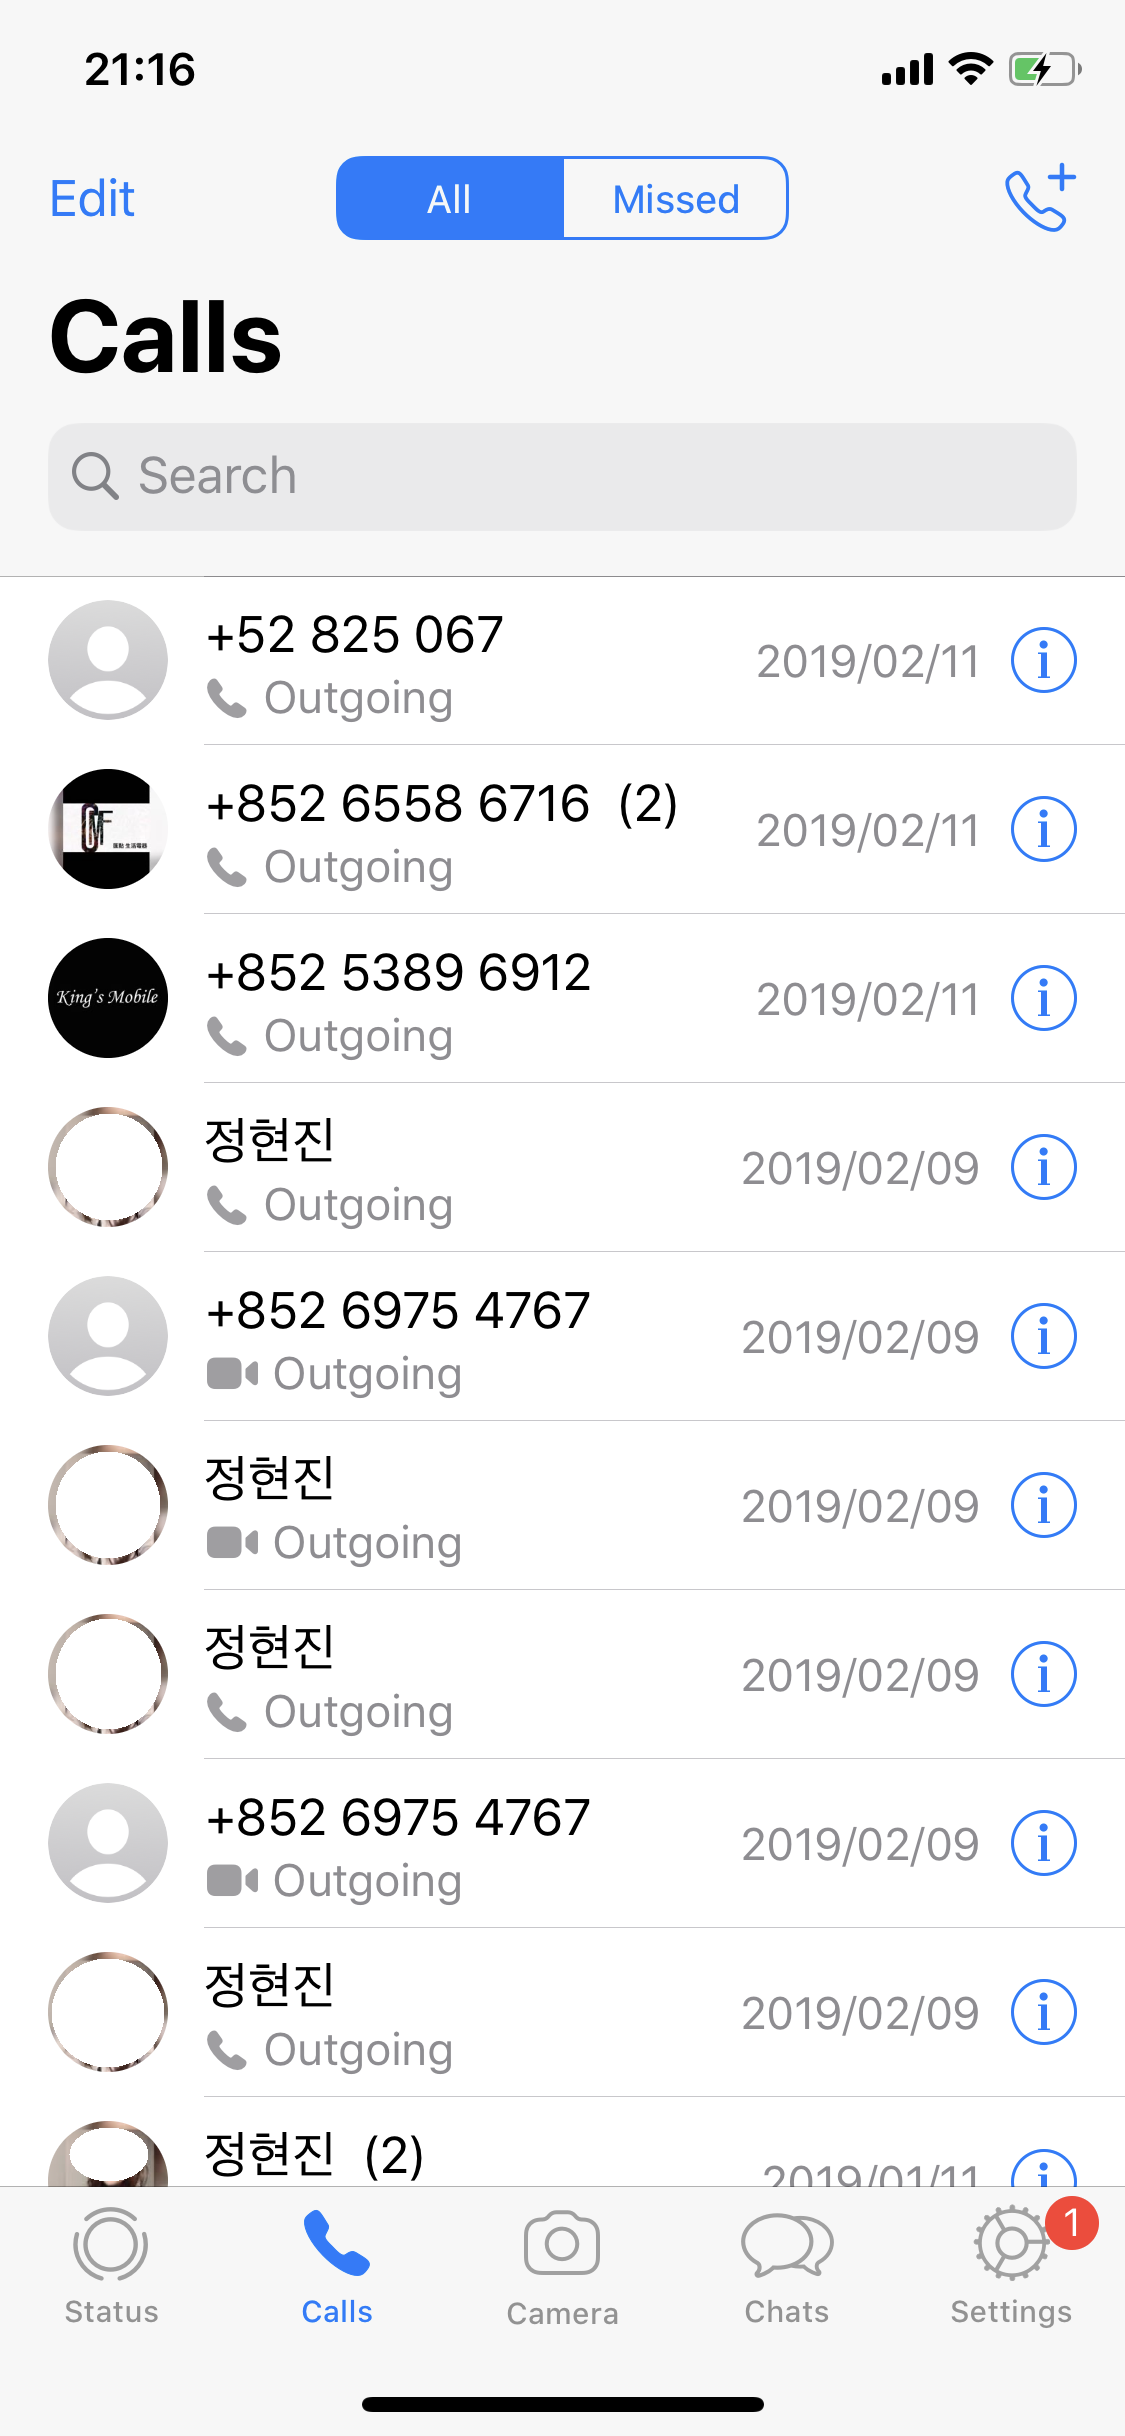 21:16
Edit
All
Missed
Calls
Search
+52 825 067
Outgoing
2019/02/11
+852 6558 6716 (2)
Outgoing
2019/02/11
+852 5389 6912
Outgoing
2019/02/11
King's Mobile
정현진
Outgoing
2019/02/09
+852 6975 4767
Outgoing
2019/02/09
정현진
Outgoing
2019/02/09
정현진
Outgoing
2019/02/09
+852 6975 4767
Outgoing
2019/02/09
정현진
Outgoing
2019/02/09
정현진 (2)
2019/01/11
Status
Calls
Camera
Chats
Settings
1